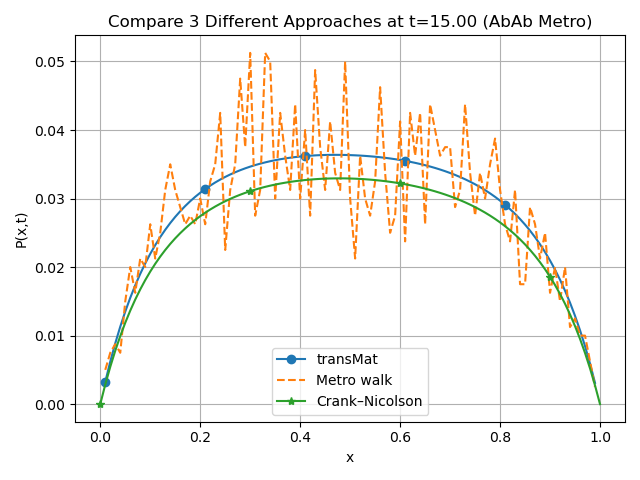 Compare 3 Different Approaches at t=15.00 (AbAb Metro)
P(x,t)
0.05
0.04
0.03
0.02
0.01
0.00
transMat
Metro walk
Crank–Nicolson
0.0 0.2 0.4 0.6 0.8 1.0
x